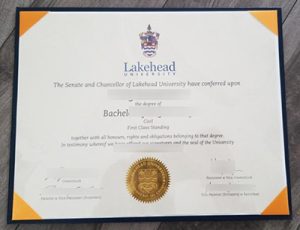 Lakehead
UNIVERSITY
The Senate and Chancellor of Lakehead University have conferred upon
the degree of
Bachel
Civil
First Class Standing
together with all honours, rights and obligations belonging to that degree.
In testimony whereof we have affixed our signatures and the seal of the University